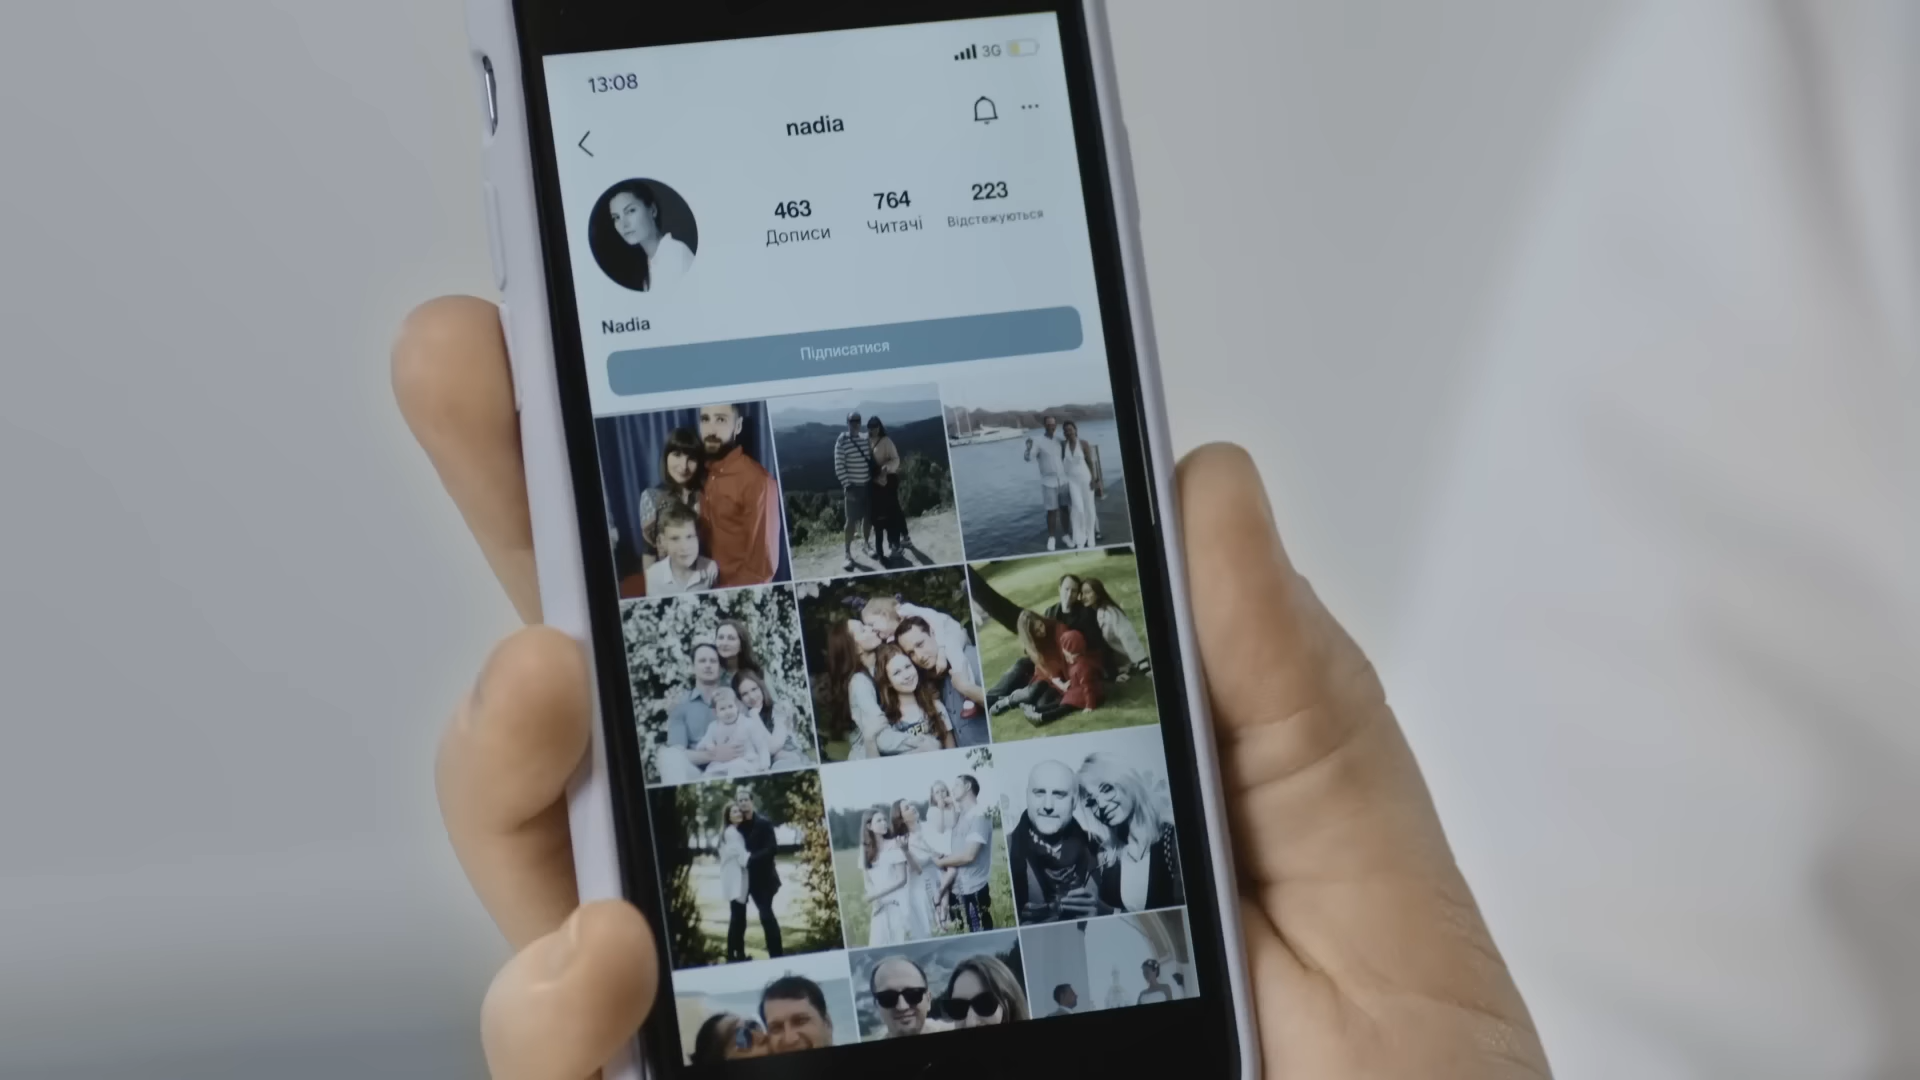 13:08
3G
nadia
463
Дописи
764
Читачі
223
Відстежуються
Nadia
Підписатися